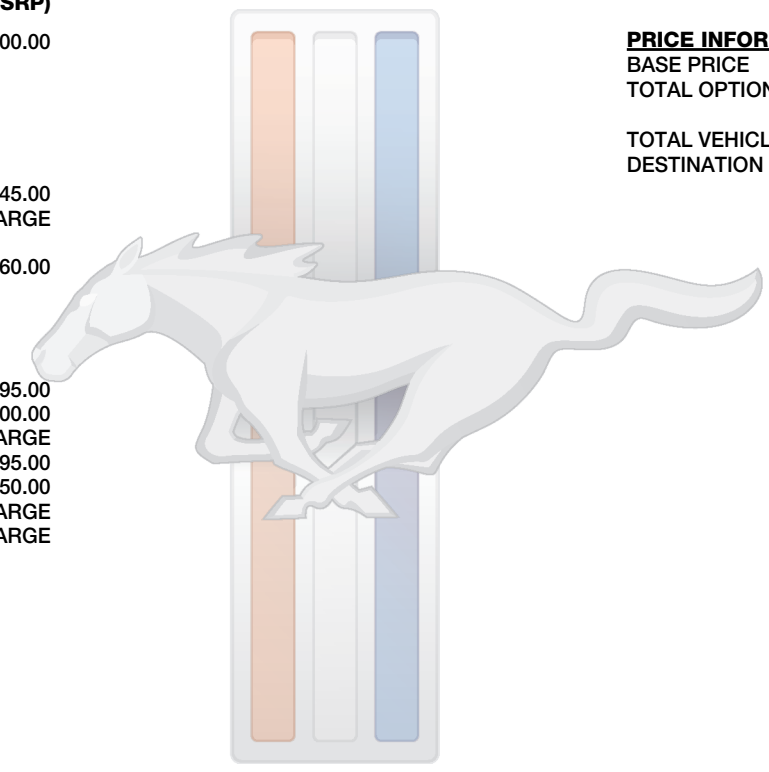 SRP)
00.00
45.00
ARGE
60.00
95.00
00.00
ARGE
95.00
50.00
ARGE
ARGE
PRICE INFOR
BASE PRICE
TOTAL OPTION
TOTAL VEHICL
DESTINATION